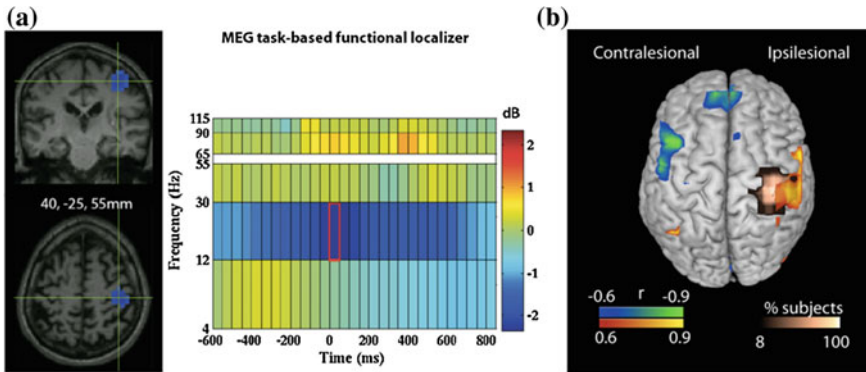 (a)
MEG task-based functional localizer
40, -25, 55mm
Frequency (Hz)
115
90
65
55
30
12
4
-600 -400 -200 0 200 400 600 800
Time (ms)
dB
2
1
0
-1
-2
(b)
Contralesional Ipsilesional
-0.6 r -0.9
0.6 0.9
% subjects
8 100